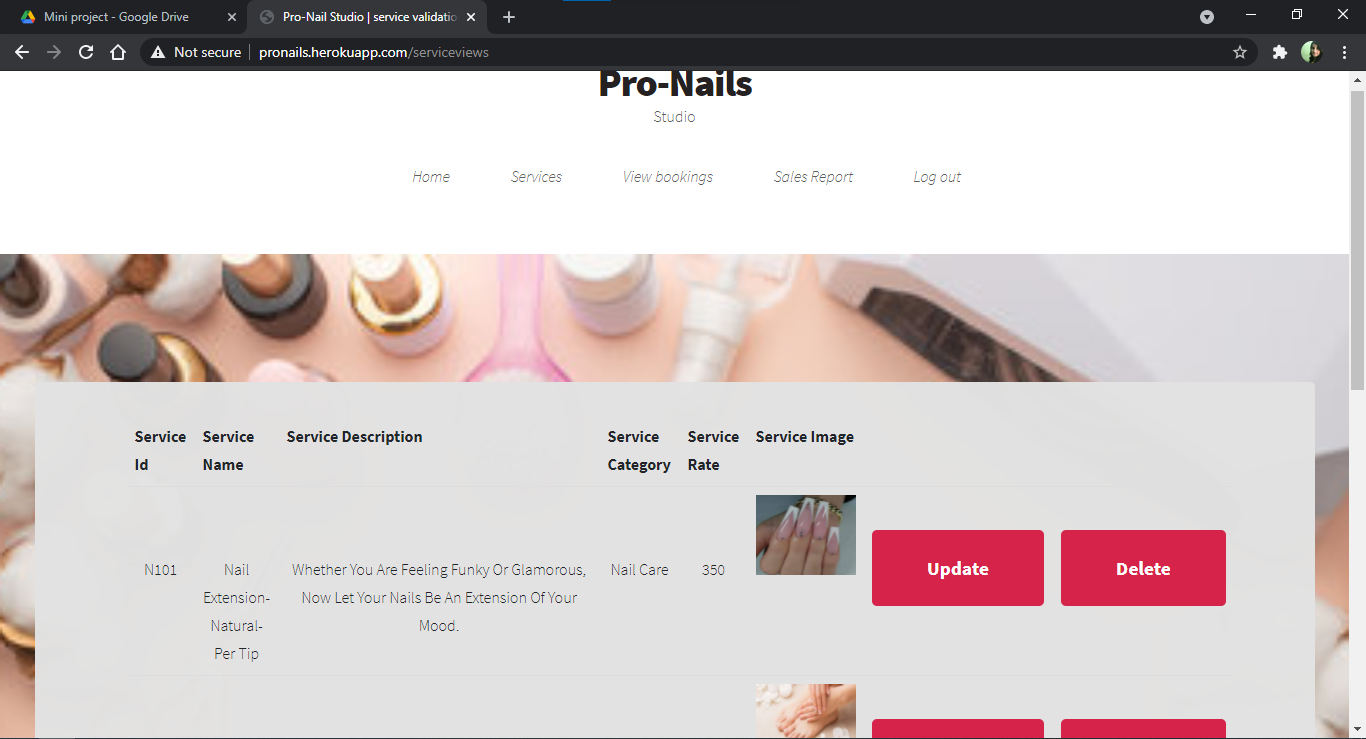 Mini project - Google Drive
Pro-Nail Studio | service validatio
Not secure
pronails.herokuapp.com/serviceviews
Pro-Nails
Studio
Home Services View bookings Sales Report Log out
Service Id
Service Name
Service Description
Service Category
Service Rate
Service Image
N101
Nail
Extension-
Natural-
Per Tip
Whether You Are Feeling Funky Or Glamorous,
Now Let Your Nails Be An Extension Of Your
Mood.
Nail Care
350
Update
Delete